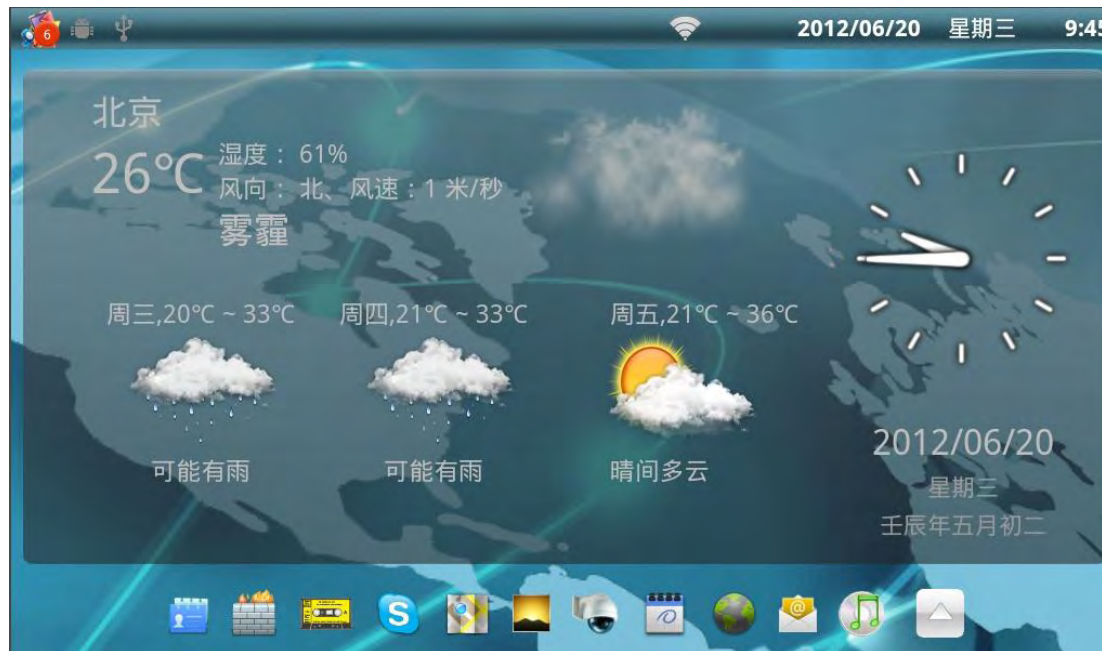 6
2012/06/20 星期三 9:45
北京
26℃
湿度： 61%
风向： 北、风速：1 米/秒
雾霾
周三,20℃ ~ 33℃
周四,21℃ ~ 33℃
周五,21℃ ~ 36℃
可能有雨
可能有雨
晴间多云
2012/06/20
星期三
壬辰年五月初二